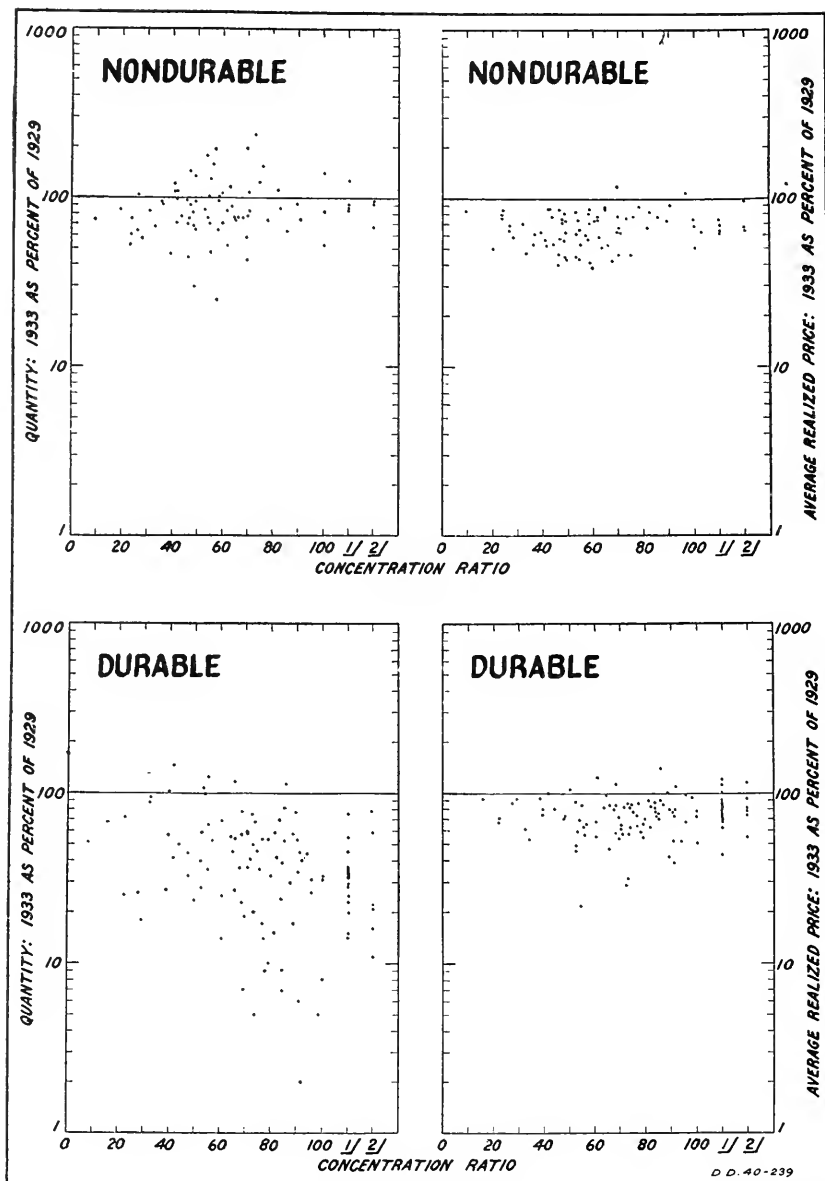 1000
NONDURABLE
100
10
1
QUANTITY: 1933 AS PERCENT OF 1929
0 20 40 60 80 100 1/ 2/
NONDURABLE
1000
100
10
1
AVERAGE REALIZED PRICE: 1933 AS PERCENT OF 1929
0 20 40 60 80 100 1/ 2/
CONCENTRATION RATIO
1000
DURABLE
100
10
1
QUANTITY: 1933 AS PERCENT OF 1929
0 20 40 60 80 100 1/ 2/
DURABLE
1000
100
10
1
AVERAGE REALIZED PRICE: 1933 AS PERCENT OF 1929
0 20 40 60 80 100 1/ 2/
CONCENTRATION RATIO
D D. 40-239